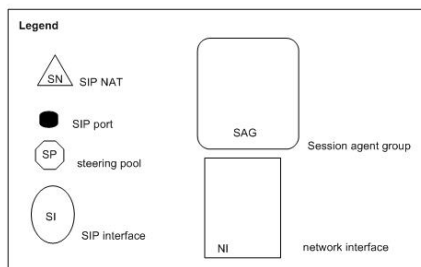 Legend
SN
SIP NAT
SIP port
SP
steering pool
SI
SIP interface
SAG
Session agent group
NI
network interface